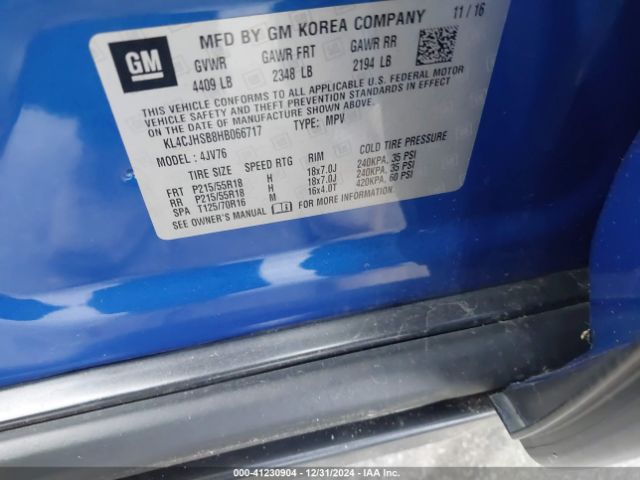 GM
MFD BY GM KOREA COMPANY
11 / 16
GVWR GAWR FRT GAWR RR
4409 LB 2348 LB 2194 LB
THIS VEHICLE CONFORMS TO ALL APPLICABLE U.S. FEDERAL MOTOR
VEHICLE SAFETY AND THEFT PREVENTION STANDARDS IN EFFECT ON
THE DATE OF MANUFACTURE SHOWN ABOVE.
KL4CJHSB8HB066717 TYPE: MPV
MODEL: 4JV76
TIRE SIZE SPEED RTG RIM COLD TIRE PRESSURE
FRT P215/55R18 H 18x7.0J 240KPA, 35 PSI
RR P215/55R18 H 18x7.0J 240KPA, 35 PSI
SPA T125/70R16 M 16x4.0T 420KPA, 60 PSI
SEE OWNER'S MANUAL FOR MORE INFORMATION
000-41230904 - 12/31/2024 - IAA Inc.